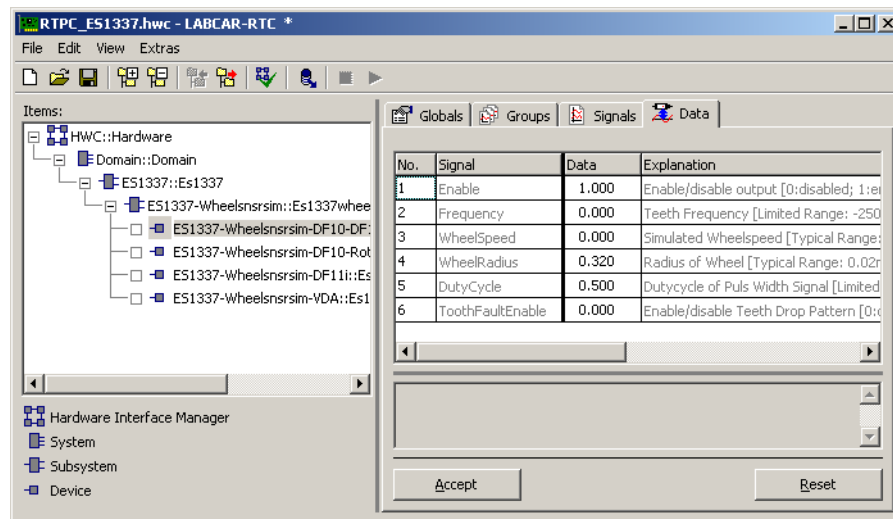 RTPC_ES1337.hwc - LABCAR-RTC *
File Edit View Extras
Items:
HWC::Hardware
Domain::Domain
ES1337::Es1337
ES1337-Wheelsnsrsim::Es1337whee
ES1337-Wheelsnsrsim-DF10-DF1
ES1337-Wheelsnsrsim-DF10-Rot
ES1337-Wheelsnsrsim-DF11i::Es
ES1337-Wheelsnsrsim-VDA::Es1
Hardware Interface Manager
System
Subsystem
Device
Globals Groups Signals Data
No. Signal Data Explanation
1 Enable 1.000 Enable/disable output [0:disabled; 1:e
2 Frequency 0.000 Teeth Frequency [Limited Range: -250
3 WheelSpeed 0.000 Simulated Wheelspeed [Typical Range:
4 WheelRadius 0.320 Radius of Wheel [Typical Range: 0.02
5 DutyCycle 0.500 Dutycycle of Puls Width Signal [Limited
6 ToothFaultEnable 0.000 Enable/disable Teeth Drop Pattern [0:
Accept Reset